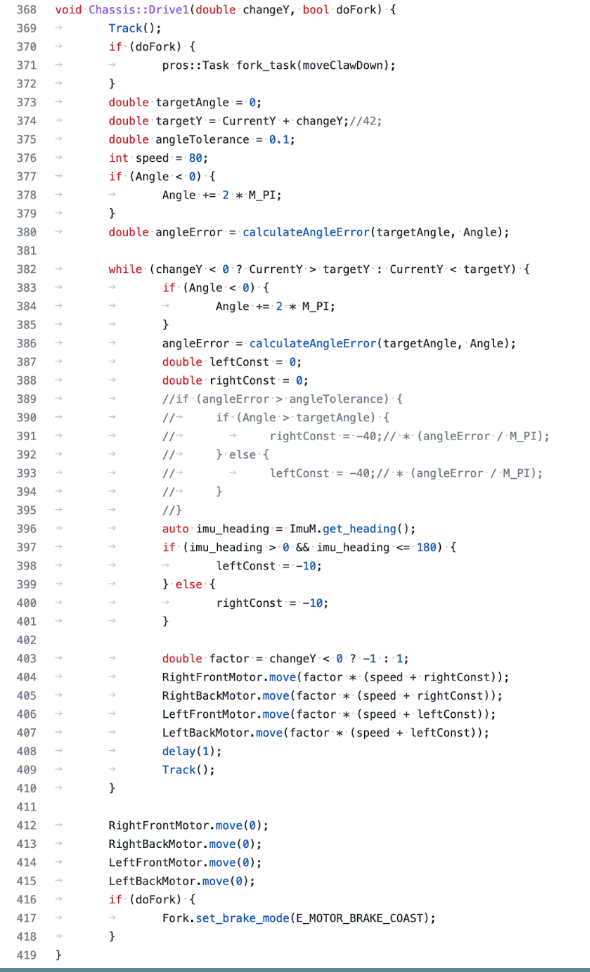 368 void Chassis::Drive1(double changeY, bool doFork) {
369 Track();
370 if (doFork) {
371 pros::Task fork_task(moveClawDown);
372 }
373 double targetAngle = 0;
374 double targetY = CurrentY + changeY;//42;
375 double angleTolerance = 0.1;
376 int speed = 80;
377 if (Angle < 0) {
378 Angle += 2 * M_PI;
379 }
380 double angleError = calculateAngleError(targetAngle, Angle);
381
382 while (changeY < 0 ? CurrentY > targetY : CurrentY < targetY) {
383 if (Angle < 0) {
384 Angle += 2 * M_PI;
385 }
386 angleError = calculateAngleError(targetAngle, Angle);
387 double leftConst = 0;
388 double rightConst = 0;
389 //if (angleError > angleTolerance) {
390 // if (Angle > targetAngle) {
391 // rightConst = -40;// * (angleError / M_PI);
392 // } else {
393 // leftConst = -40;// * (angleError / M_PI);
394 // }
395 //}
396 auto imu_heading = ImuM.get_heading();
397 if (imu_heading > 0 && imu_heading <= 180) {
398 leftConst = -10;
399 } else {
400 rightConst = -10;
401 }
402
403 double factor = changeY < 0 ? -1 : 1;
404 RightFrontMotor.move(factor * (speed + rightConst));
405 RightBackMotor.move(factor * (speed + rightConst));
406 LeftFrontMotor.move(factor * (speed + leftConst));
407 LeftBackMotor.move(factor * (speed + leftConst));
408 delay(1);
409 Track();
410 }
411
412 RightFrontMotor.move(0);
413 RightBackMotor.move(0);
414 LeftFrontMotor.move(0);
415 LeftBackMotor.move(0);
416 if (doFork) {
417 Fork.set_brake_mode(E_MOTOR_BRAKE_COAST);
418 }
419 }